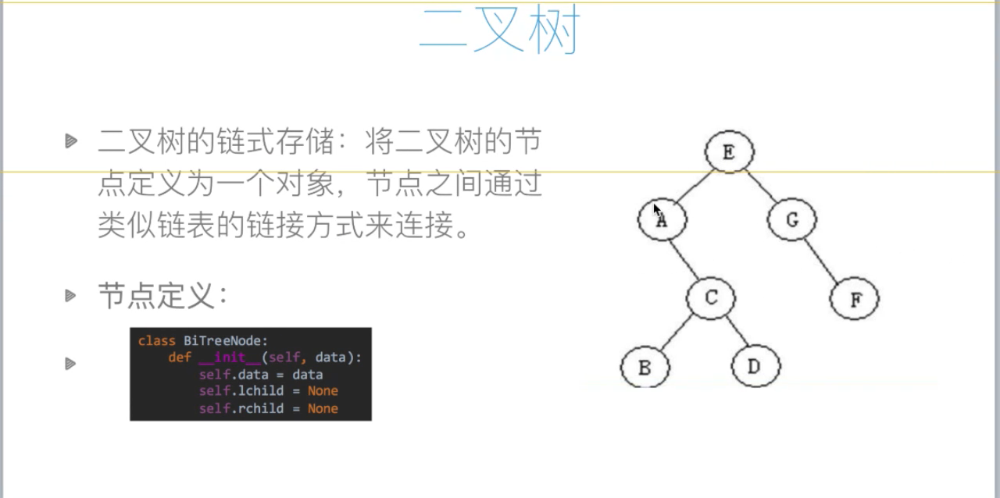 二叉树
二叉树的链式存储：将二叉树的节
点定义为一个对象，节点之间通过
类似链表的链接方式来连接。
节点定义：
class BiTreeNode:
    def __init__(self, data):
        self.data = data
        self.lchild = None
        self.rchild = None
E
A
G
C
F
B
D